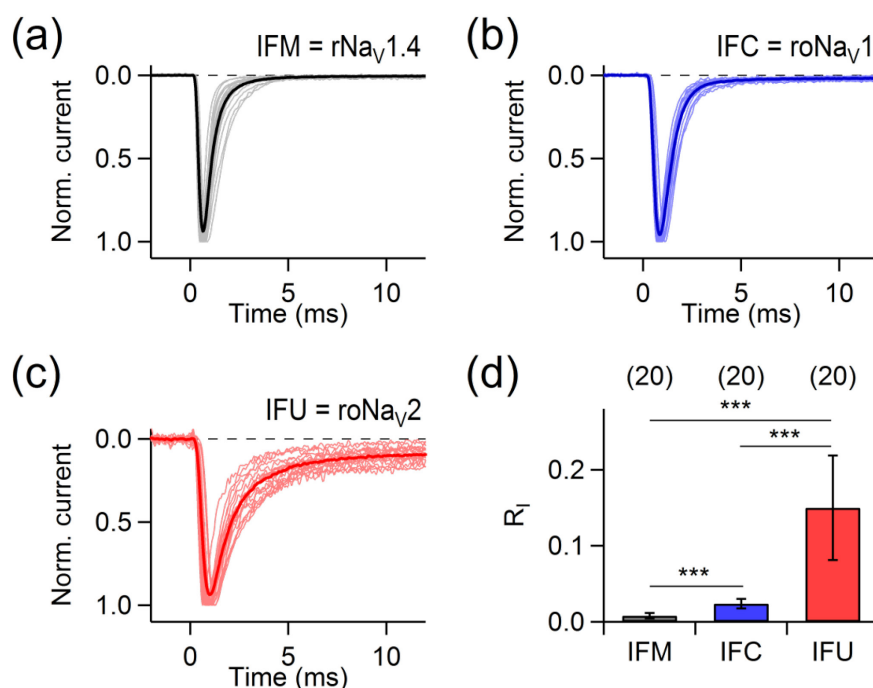 (a)
IFM = rNaV1.4
0.0
0.5
1.0
Norm. current
0 5 10
Time (ms)
(b)
IFC = roNaV1
0.0
0.5
1.0
Norm. current
0 5 10
Time (ms)
(c)
IFU = roNaV2
0.0
0.5
1.0
Norm. current
0 5 10
Time (ms)
(d)
(20) (20) (20)
***
***
***
0.2
0.1
0.0
RI
IFM IFC IFU